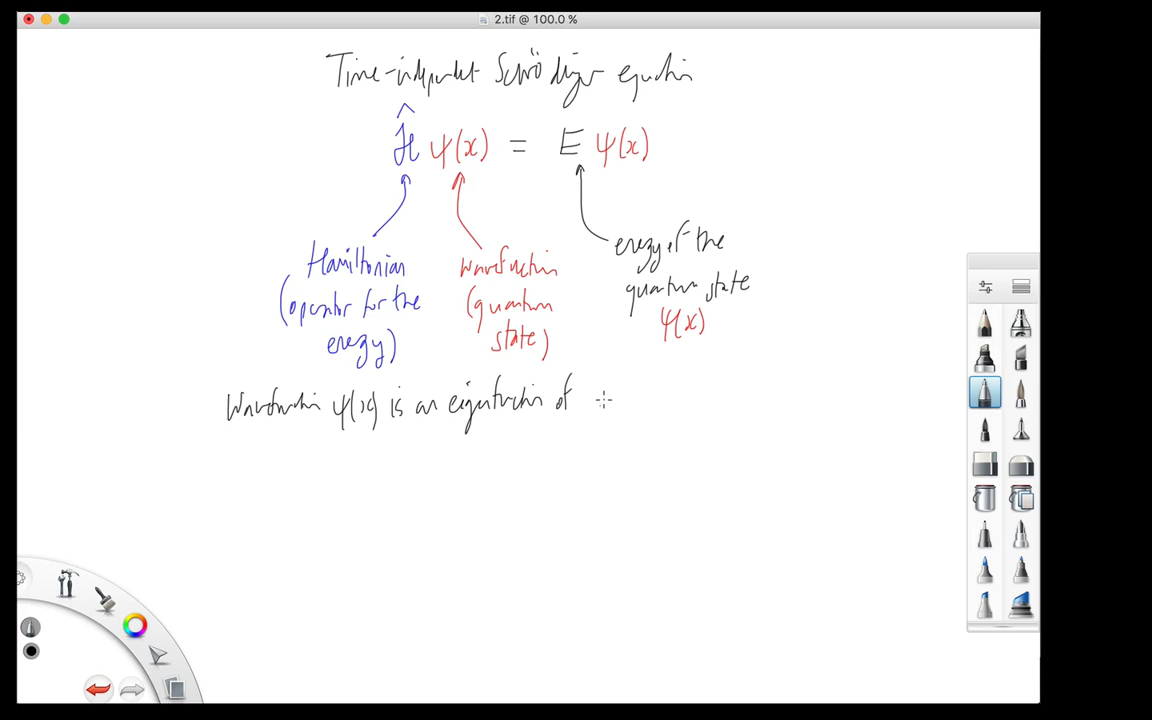 2.tif @ 100.0 %
Time-independent Schrödinger equation
Ĥ ψ(x) = E ψ(x)
Hamiltonian
(operator for the
energy)
wavefunction
(quantum
state)
energy of the
quantum state
ψ(x)
Wavefunction ψ(x) is an eigenfunction of